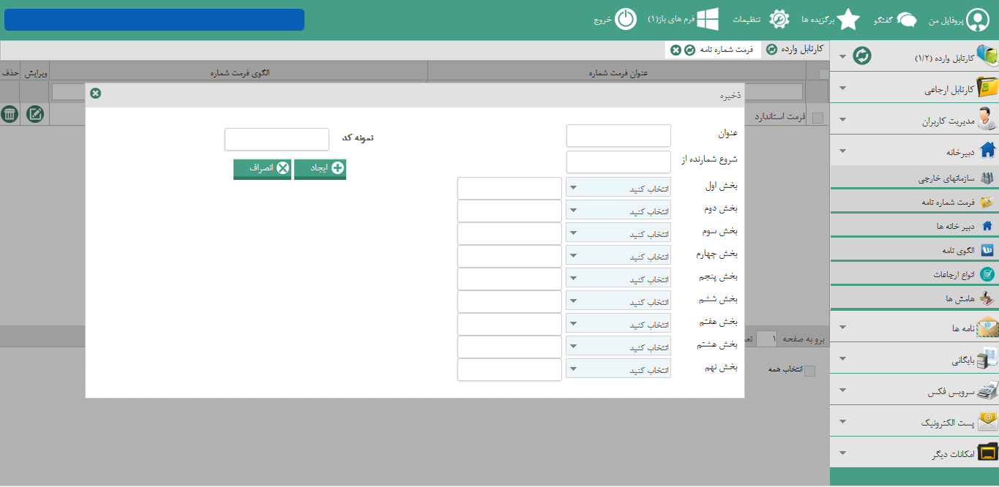 پروفایل من
گفتگو
برگزیده ها
تنظیمات
فرم های باز(۱)
خروج
کارتابل وارده
فرمت شماره نامه
کارتابل وارده (۱/۲)
کارتابل ارجاعی
مدیریت کاربران
دبیرخانه
سازمانهای خارجی
فرمت شماره نامه
دبیر خانه ها
الگوی نامه
انواع ارجاعات
هامش ها
نامه ها
بایگانی
سرویس فکس
پست الکترونیک
امکانات دیگر
عنوان فرمت شماره
الگوی فرمت شماره
ویرایش
حذف
فرمت استاندارد
ذخیره
عنوان
نمونه کد
شروع شمارنده از
ایجاد
انصراف
بخش اول
انتخاب کنید
بخش دوم
انتخاب کنید
بخش سوم
انتخاب کنید
بخش چهارم
انتخاب کنید
بخش پنجم
انتخاب کنید
بخش ششم
انتخاب کنید
بخش هفتم
انتخاب کنید
بخش هشتم
انتخاب کنید
بخش نهم
انتخاب کنید
برو به صفحه ۱
انتخاب همه